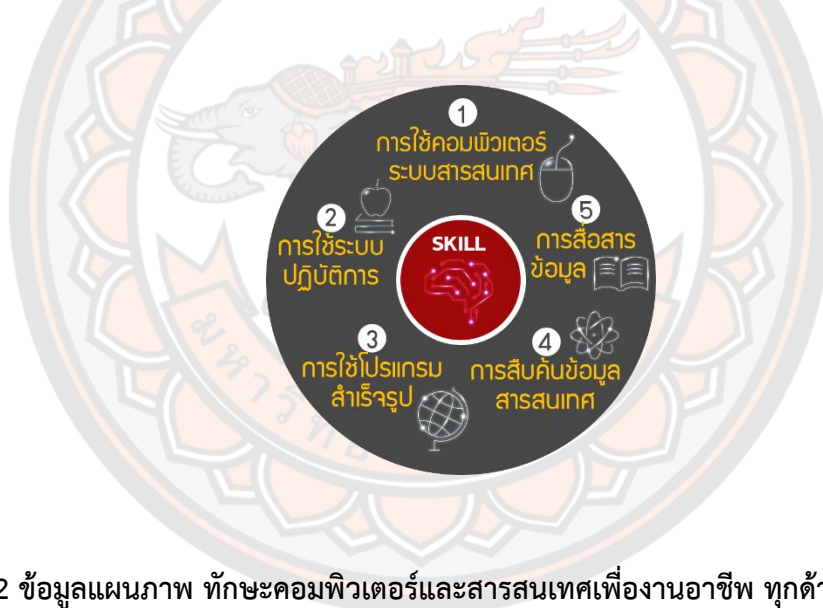 1
การใช้คอมพิวเตอร์
ระบบสารสนเทศ
2
การใช้ระบบ
ปฏิบัติการ
SKILL
5
การสื่อสาร
ข้อมูล
3
การใช้โปรแกรม
สำเร็จรูป
4
การสืบค้นข้อมูล
สารสนเทศ
มหาวิท
2 ข้อมูลแผนภาพ ทักษะคอมพิวเตอร์และสารสนเทศเพื่องานอาชีพ ทุกด้า